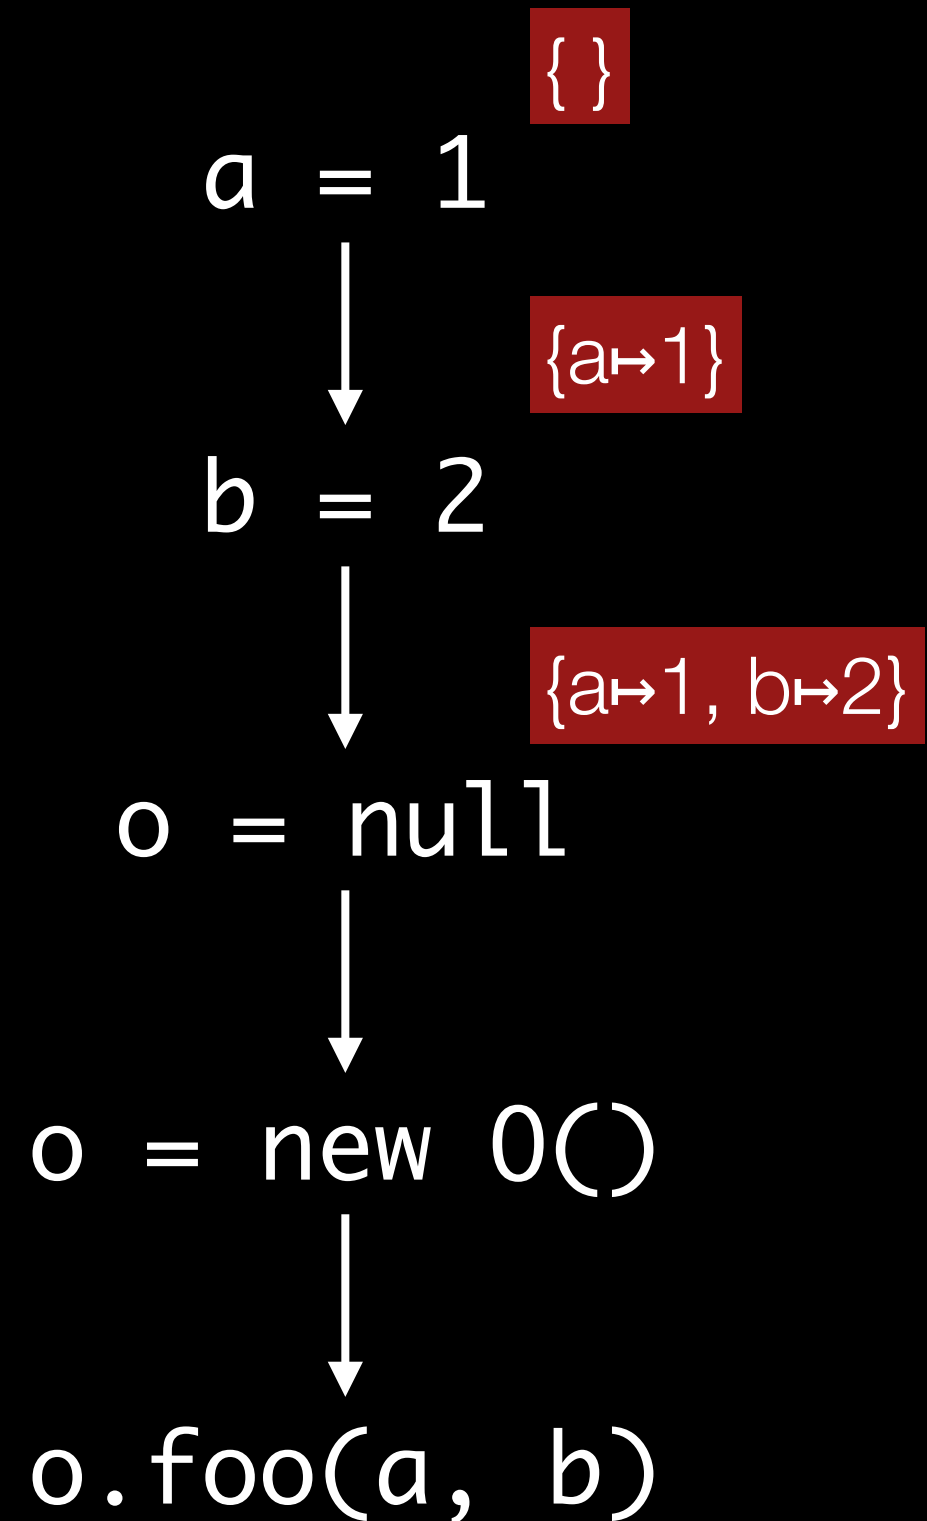 { }
a = 1
{a↦1}
b = 2
{a↦1, b↦2}
o = null
o = new O()
o.foo(a, b)